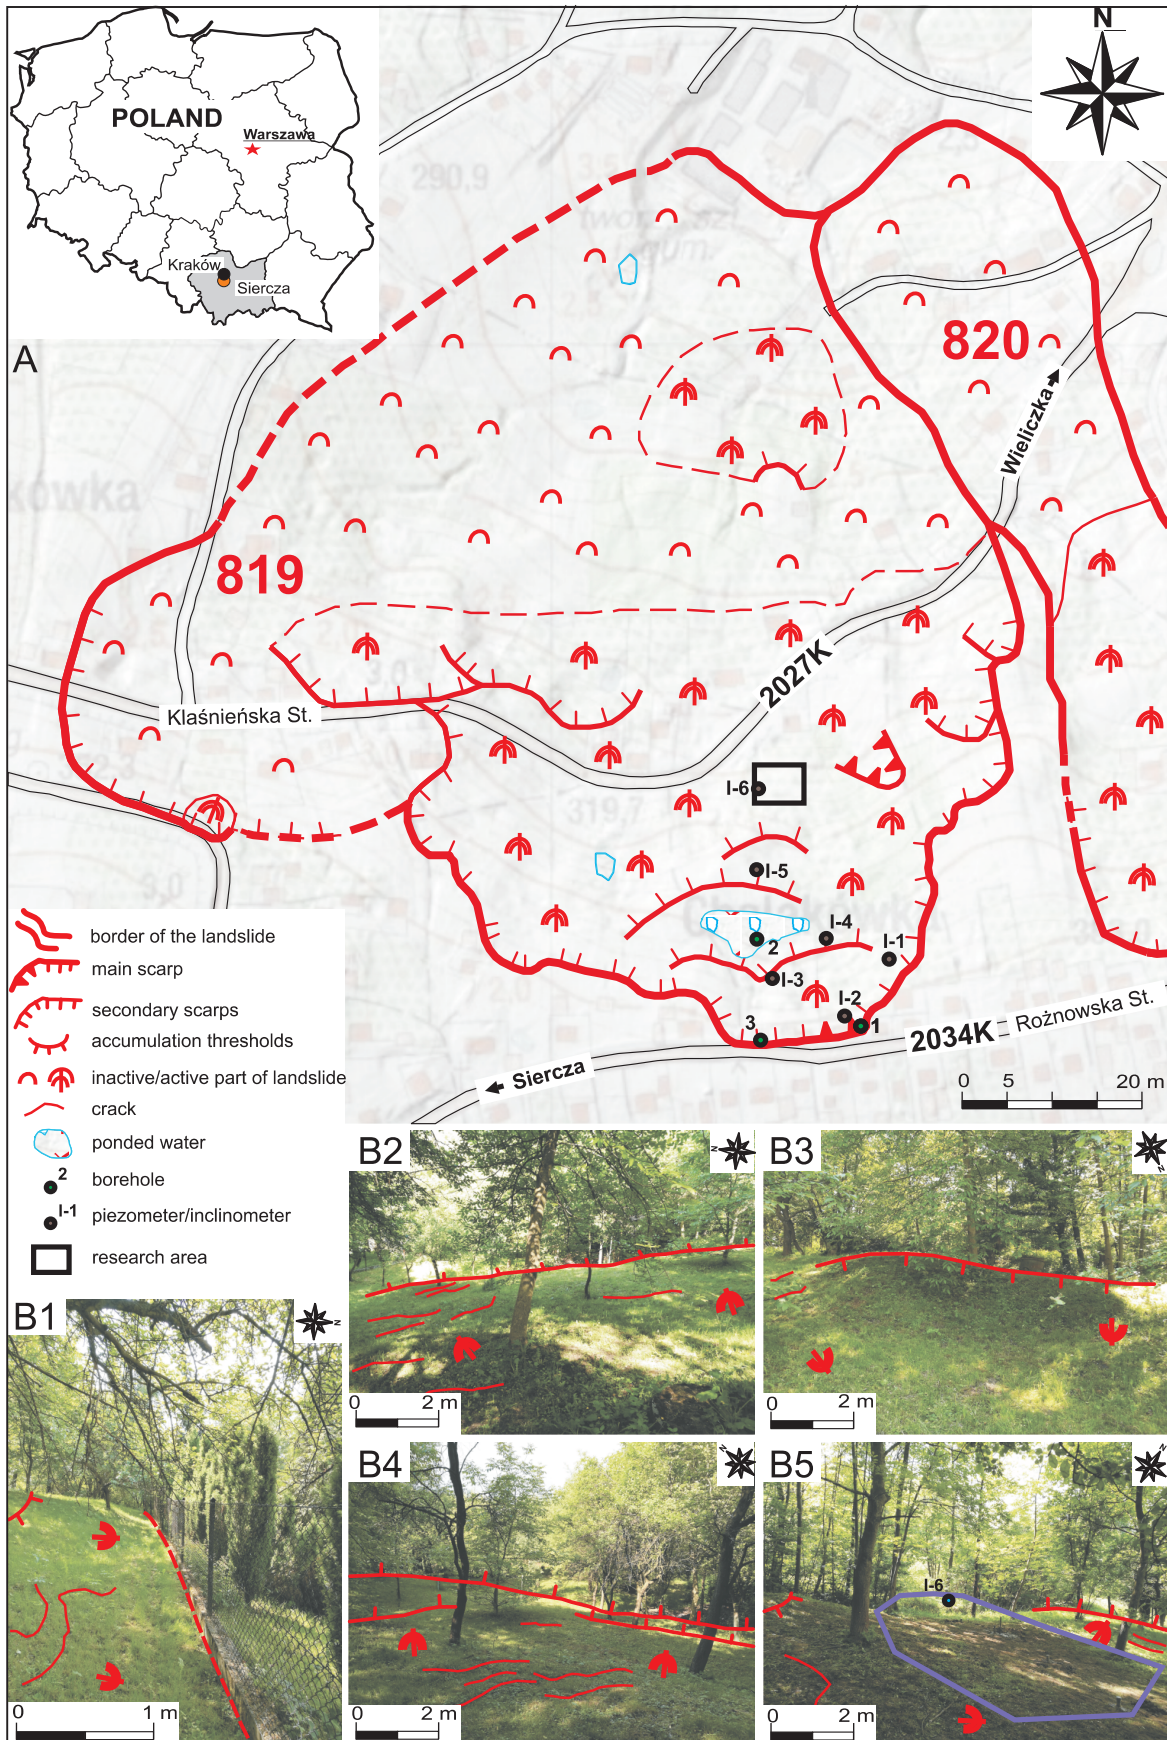 N
POLAND
Warszawa
Kraków
Siercza
A
290.9
820
Wieliczka
819
2027K
Klaśnieńska St.
I-6
319
I-5
I-4
2
I-1
I-3
I-2
3
1
2034K
Rożnowska St.
Siercza
0 5 20 m
border of the landslide
main scarp
secondary scarps
accumulation thresholds
inactive/active part of landslide
crack
ponded water
2
borehole
I-1
piezometer/inclinometer
research area
B1
N
0 1 m
B2
N
0 2 m
B3
N
0 2 m
B4
N
0 2 m
B5
N
I-6
0 2 m